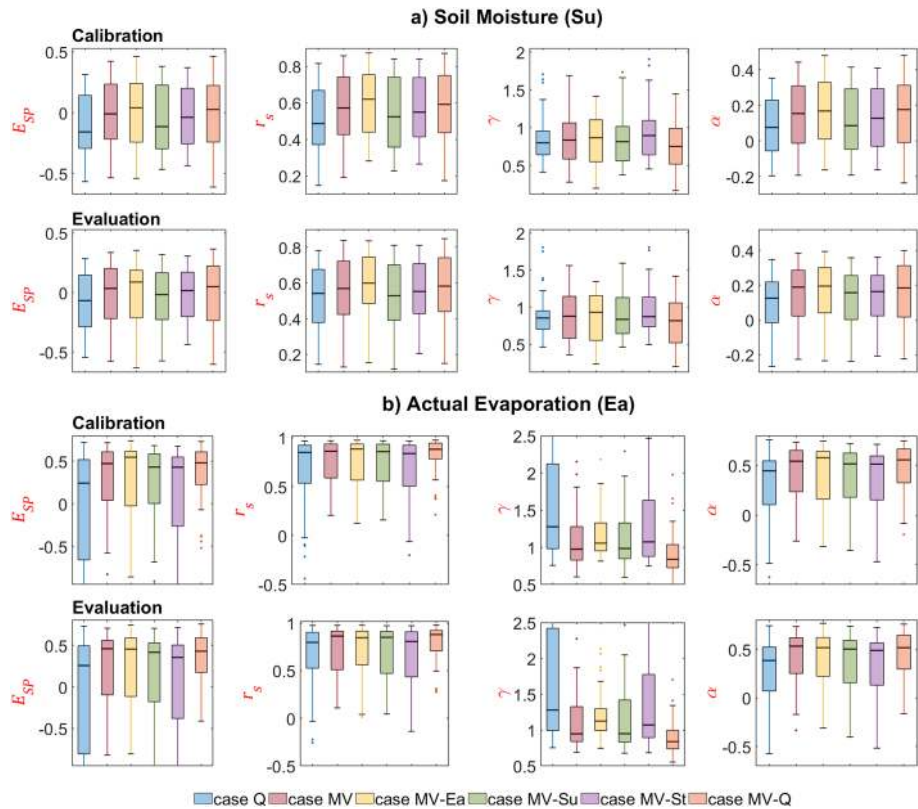 a) Soil Moisture (Su)
Calibration
0.5
0
-0.5
E_SP
0.8
0.6
0.4
0.2
r_s
2
1.5
1
0.5
γ
0.4
0.2
0
-0.2
α
Evaluation
0.5
0
-0.5
E_SP
0.8
0.6
0.4
0.2
r_s
2
1.5
1
0.5
γ
0.4
0.2
0
-0.2
α
b) Actual Evaporation (Ea)
Calibration
0.5
0
-0.5
E_SP
1
0.5
0
-0.5
r_s
2.5
2
1.5
1
0.5
γ
0.5
0
-0.5
α
Evaluation
0.5
0
-0.5
E_SP
1
0.5
0
-0.5
r_s
2.5
2
1.5
1
0.5
γ
0.5
0
-0.5
α
case Q case MV case MV-Ea case MV-Su case MV-St case MV-Q